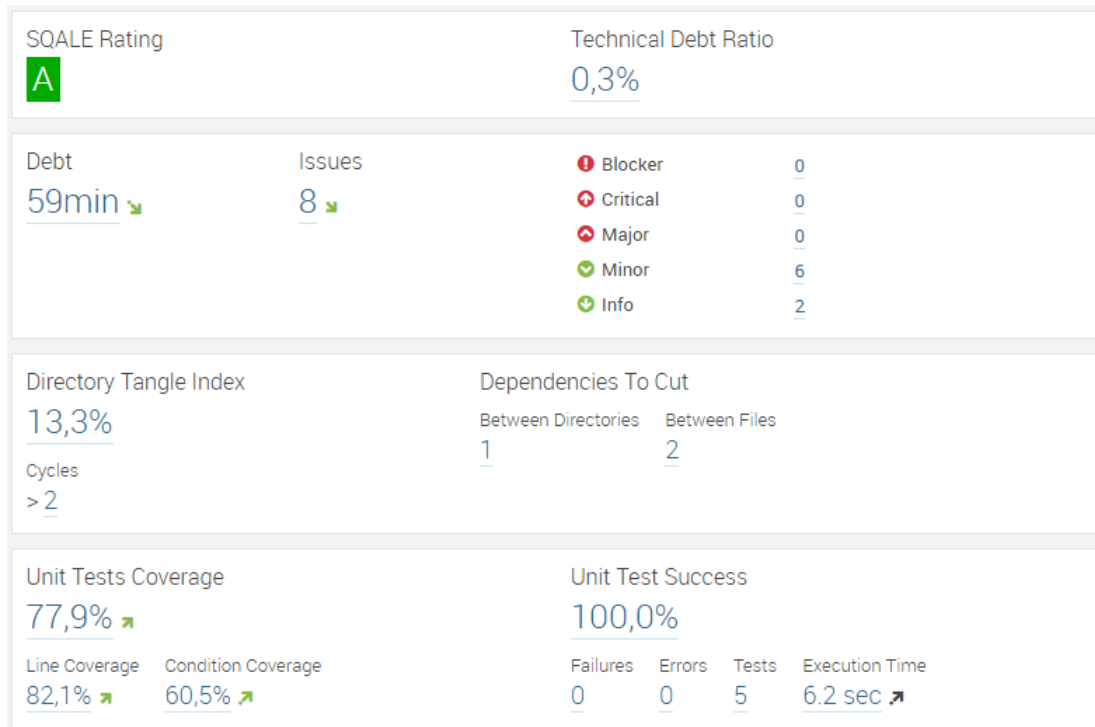 SQALE Rating
Technical Debt Ratio
A
0,3%
Debt
Issues
59min
8
Blocker 0
Critical 0
Major 0
Minor 6
Info 2
Directory Tangle Index
13,3%
Cycles
> 2
Dependencies To Cut
Between Directories Between Files
1 2
Unit Tests Coverage
77,9%
Line Coverage Condition Coverage
82,1% 60,5%
Unit Test Success
100,0%
Failures Errors Tests Execution Time
0 0 5 6.2 sec